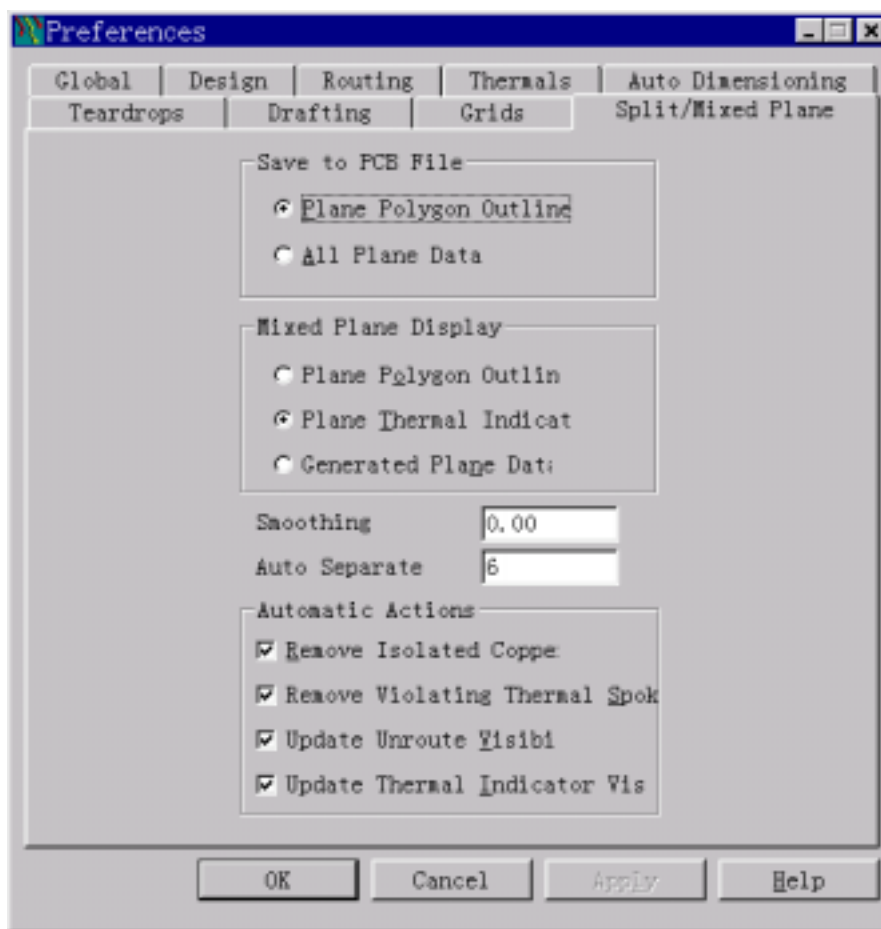 Preferences
Global Design Routing Thermals Auto Dimensioning
Teardrops Drafting Grids Split/Mixed Plane
Save to PCB File
Plane Polygon Outline
All Plane Data
Mixed Plane Display
Plane Polygon Outlin
Plane Thermal Indicat
Generated Plane Data
Smoothing 0.00
Auto Separate 6
Automatic Actions
Remove Isolated Coppe
Remove Violating Thermal Spok
Update Unroute Visibi
Update Thermal Indicator Vis
OK Cancel Apply Help